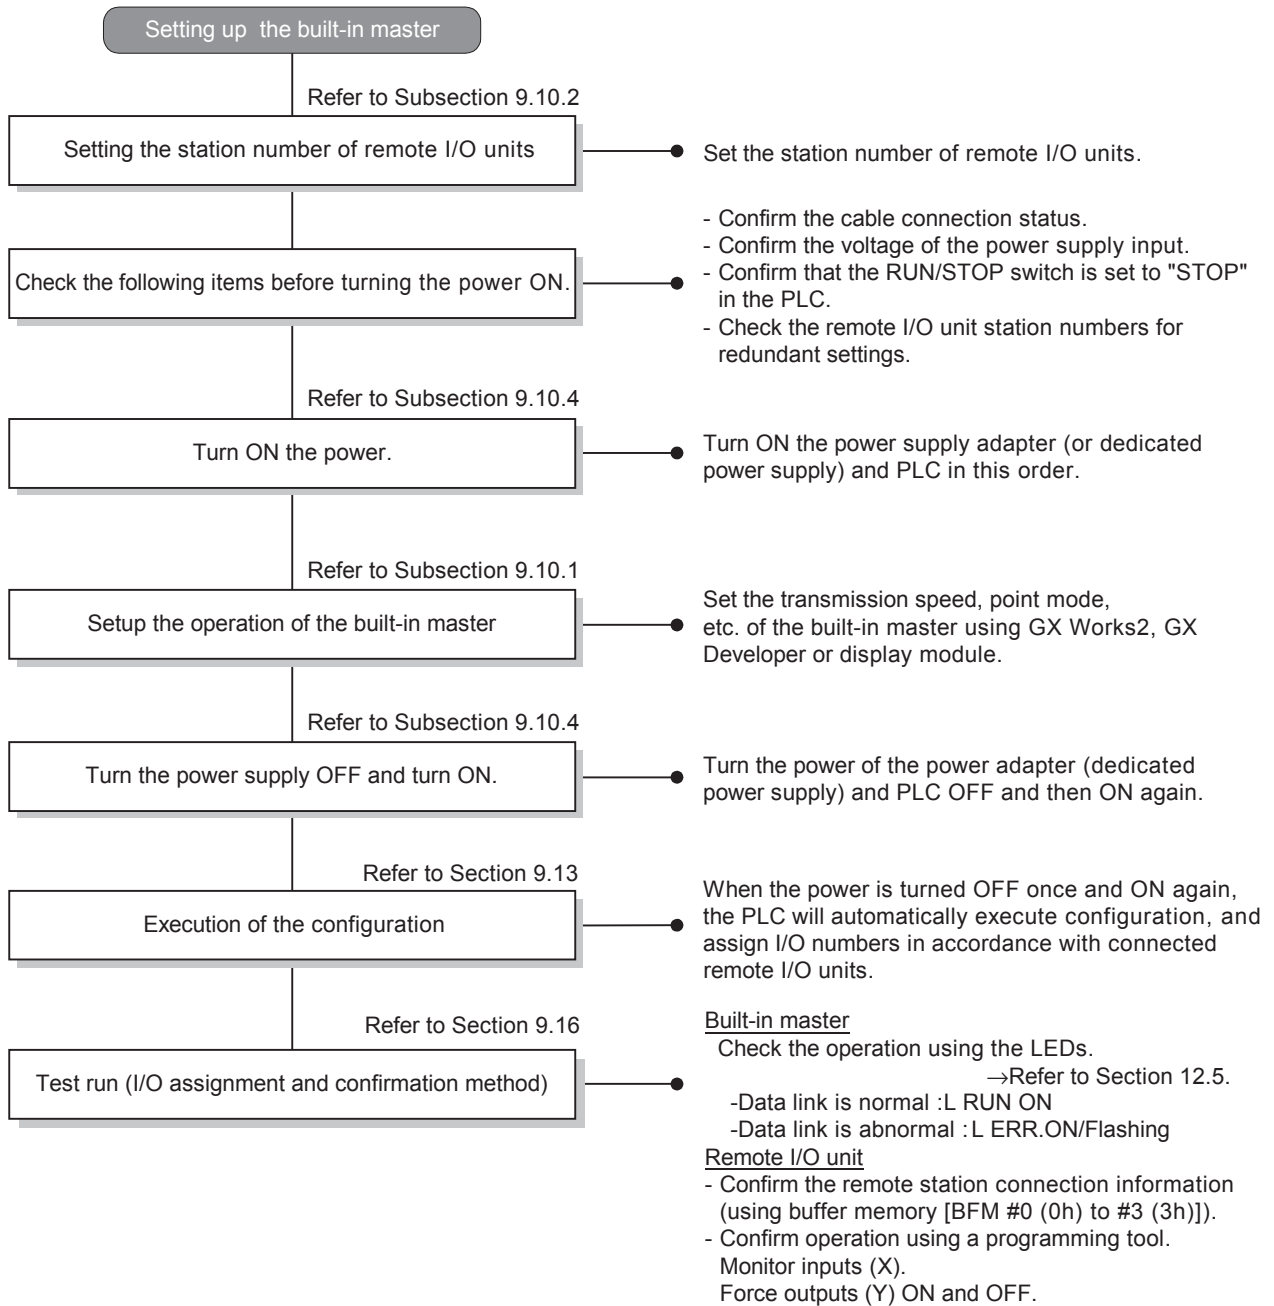 Setting up the built-in master
Refer to Subsection 9.10.2
Setting the station number of remote I/O units
Set the station number of remote I/O units.
Check the following items before turning the power ON.
- Confirm the cable connection status.
- Confirm the voltage of the power supply input.
- Confirm that the RUN/STOP switch is set to "STOP"
in the PLC.
- Check the remote I/O unit station numbers for
redundant settings.
Refer to Subsection 9.10.4
Turn ON the power.
Turn ON the power supply adapter (or dedicated
power supply) and PLC in this order.
Refer to Subsection 9.10.1
Setup the operation of the built-in master
Set the transmission speed, point mode,
etc. of the built-in master using GX Works2, GX
Developer or display module.
Refer to Subsection 9.10.4
Turn the power supply OFF and turn ON.
Turn the power of the power adapter (dedicated
power supply) and PLC OFF and then ON again.
Refer to Section 9.13
Execution of the configuration
When the power is turned OFF once and ON again,
the PLC will automatically execute configuration, and
assign I/O numbers in accordance with connected
remote I/O units.
Refer to Section 9.16
Test run (I/O assignment and confirmation method)
Built-in master
Check the operation using the LEDs.
→Refer to Section 12.5.
-Data link is normal :L RUN ON
-Data link is abnormal :L ERR.ON/Flashing
Remote I/O unit
- Confirm the remote station connection information
(using buffer memory [BFM #0 (0h) to #3 (3h)]).
- Confirm operation using a programming tool.
Monitor inputs (X).
Force outputs (Y) ON and OFF.